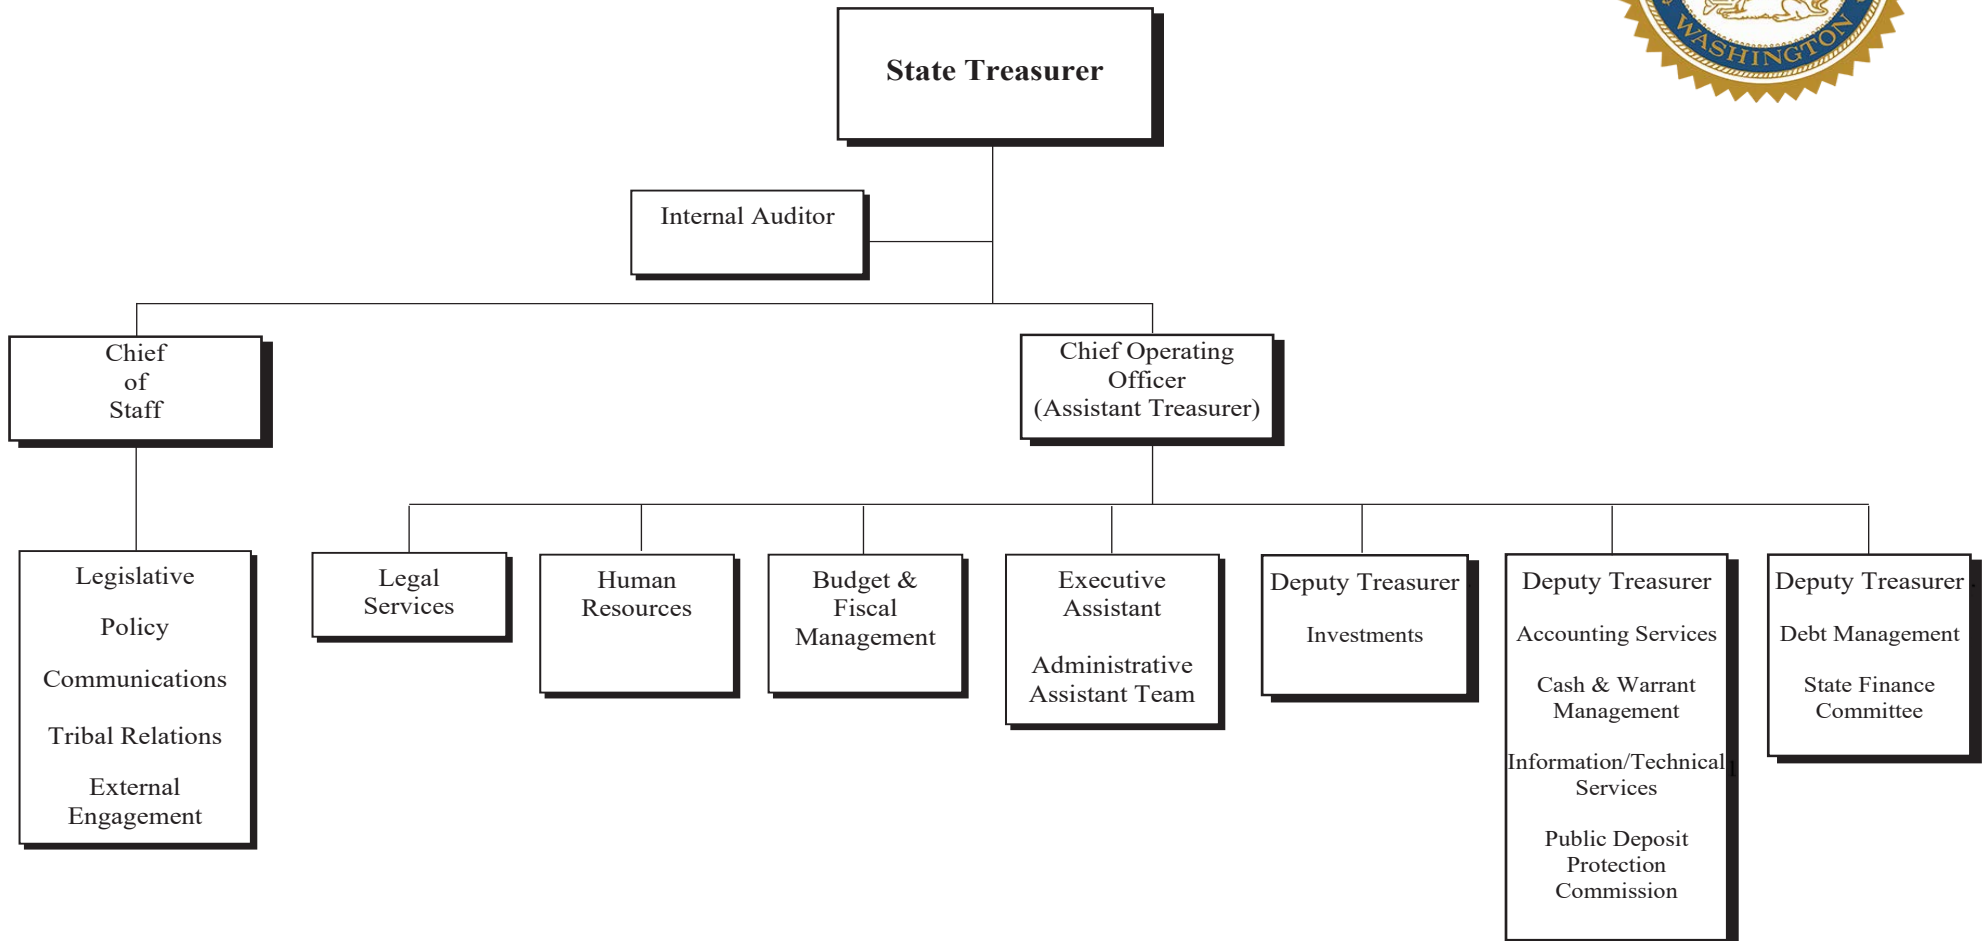 WASHINGTON
State Treasurer
Internal Auditor
Chief
of
Staff
Chief Operating
Officer
(Assistant Treasurer)
Legislative
Policy
Communications
Tribal Relations
External
Engagement
Legal
Services
Human
Resources
Budget &
Fiscal
Management
Executive
Assistant
Administrative
Assistant Team
Deputy Treasurer
Investments
Deputy Treasurer
Accounting Services
Cash & Warrant
Management
Information/Technical
Services
Public Deposit
Protection
Commission
Deputy Treasurer
Debt Management
State Finance
Committee